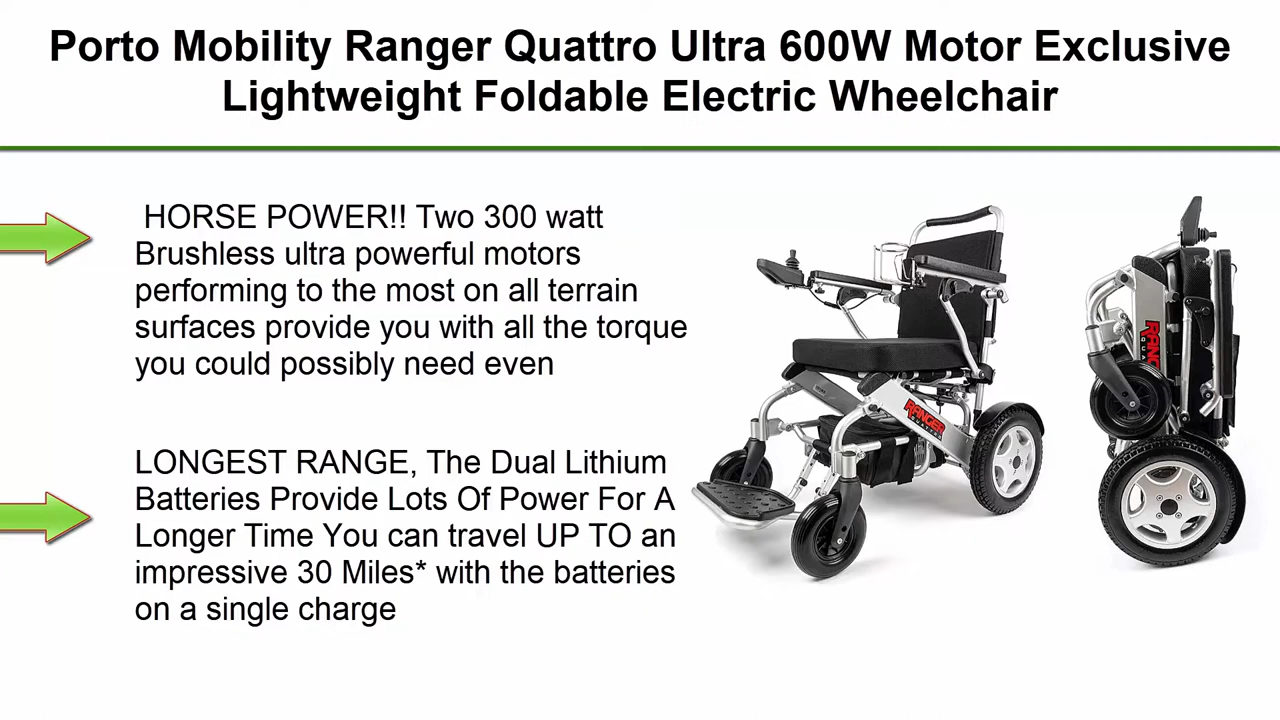 Porto Mobility Ranger Quattro Ultra 600W Motor Exclusive
Lightweight Foldable Electric Wheelchair
HORSE POWER!! Two 300 watt
Brushless ultra powerful motors
performing to the most on all terrain
surfaces provide you with all the torque
you could possibly need even
LONGEST RANGE, The Dual Lithium
Batteries Provide Lots Of Power For A
Longer Time You can travel UP TO an
impressive 30 Miles* with the batteries
on a single charge
RANGER
QUATTRO